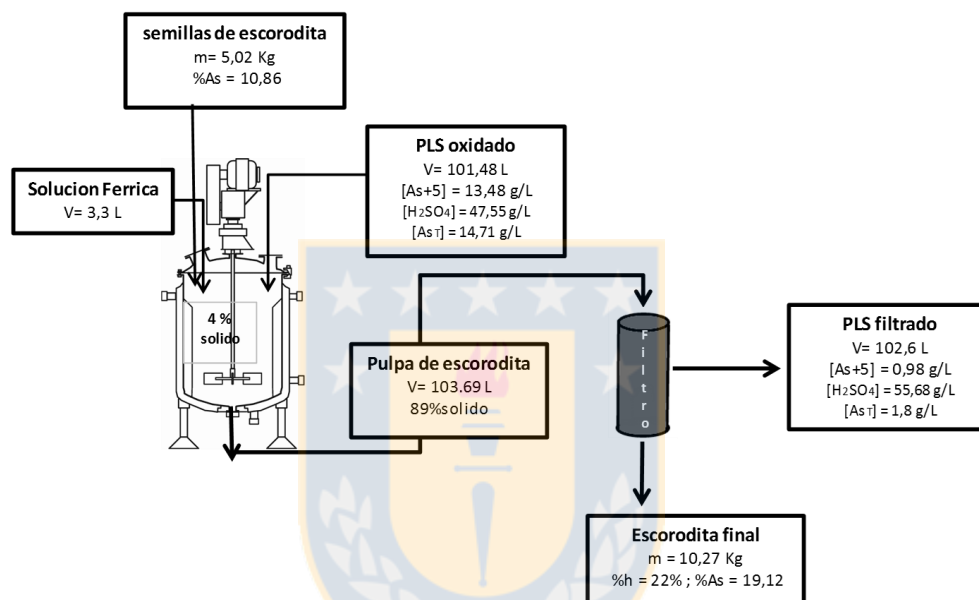 semillas de escorodita
m= 5,02 Kg
%As = 10,86
Solucion Ferrica
V= 3,3 L
PLS oxidado
V= 101,48 L
[As+5] = 13,48 g/L
[H₂SO₄] = 47,55 g/L
[Asᴛ] = 14,71 g/L
4 %
solido
Pulpa de escorodita
V= 103.69 L
89%solido
Filtro
PLS filtrado
V= 102,6 L
[As+5] = 0,98 g/L
[H₂SO₄] = 55,68 g/L
[Asᴛ] = 1,8 g/L
Escorodita final
m = 10,27 Kg
%h = 22% ; %As = 19,12